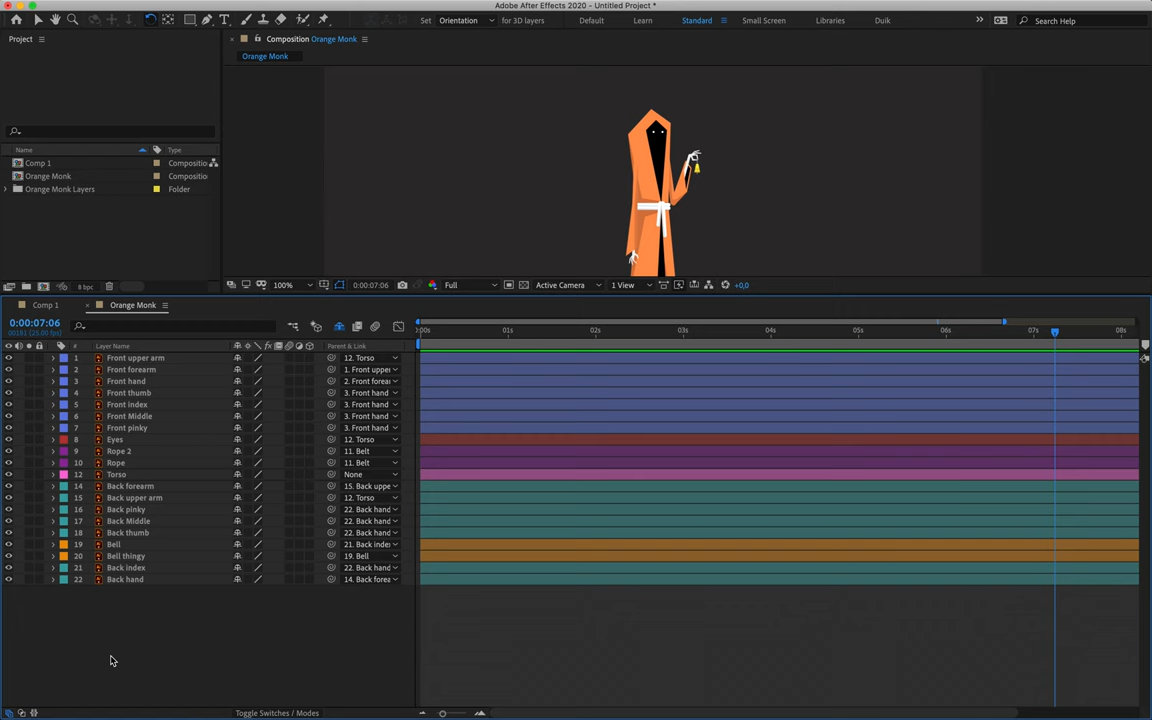 Adobe After Effects 2020 - Untitled Project *
Set Orientation for 3D layers Default Learn Standard Small Screen Libraries Duik Search Help
Project
Composition Orange Monk
Orange Monk
Name Type
Comp 1 Compositio
Orange Monk Compositio
Orange Monk Layers Folder
8 bpc
100% 0:00:07:06 Full Active Camera 1 View +0,0
Comp 1 Orange Monk
0:00:07:06
00181 (25.00 fps)
:00s 01s 02s 03s 04s 05s 06s 07s 08s
# Layer Name fx Parent & Link
1 Front upper arm 12. Torso
2 Front forearm 1. Front upper
3 Front hand 2. Front forear
4 Front thumb 3. Front hand
5 Front index 3. Front hand
6 Front Middle 3. Front hand
7 Front pinky 3. Front hand
8 Eyes 12. Torso
9 Rope 2 11. Belt
10 Rope 11. Belt
12 Torso None
14 Back forearm 15. Back uppe
15 Back upper arm 12. Torso
16 Back pinky 22. Back hand
17 Back Middle 22. Back hand
18 Back thumb 22. Back hand
19 Bell 21. Back index
20 Bell thingy 19. Bell
21 Back index 22. Back hand
22 Back hand 14. Back forea
Toggle Switches / Modes